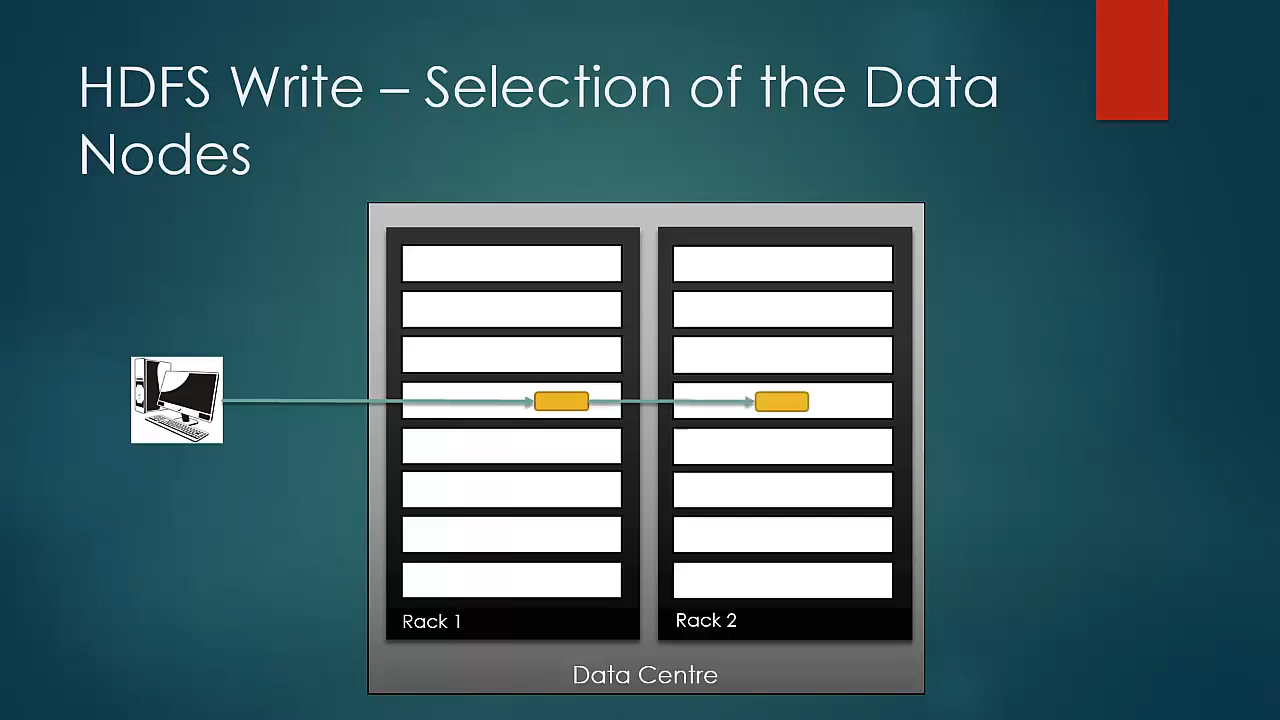 HDFS Write – Selection of the Data
Nodes
Rack 1
Rack 2
Data Centre